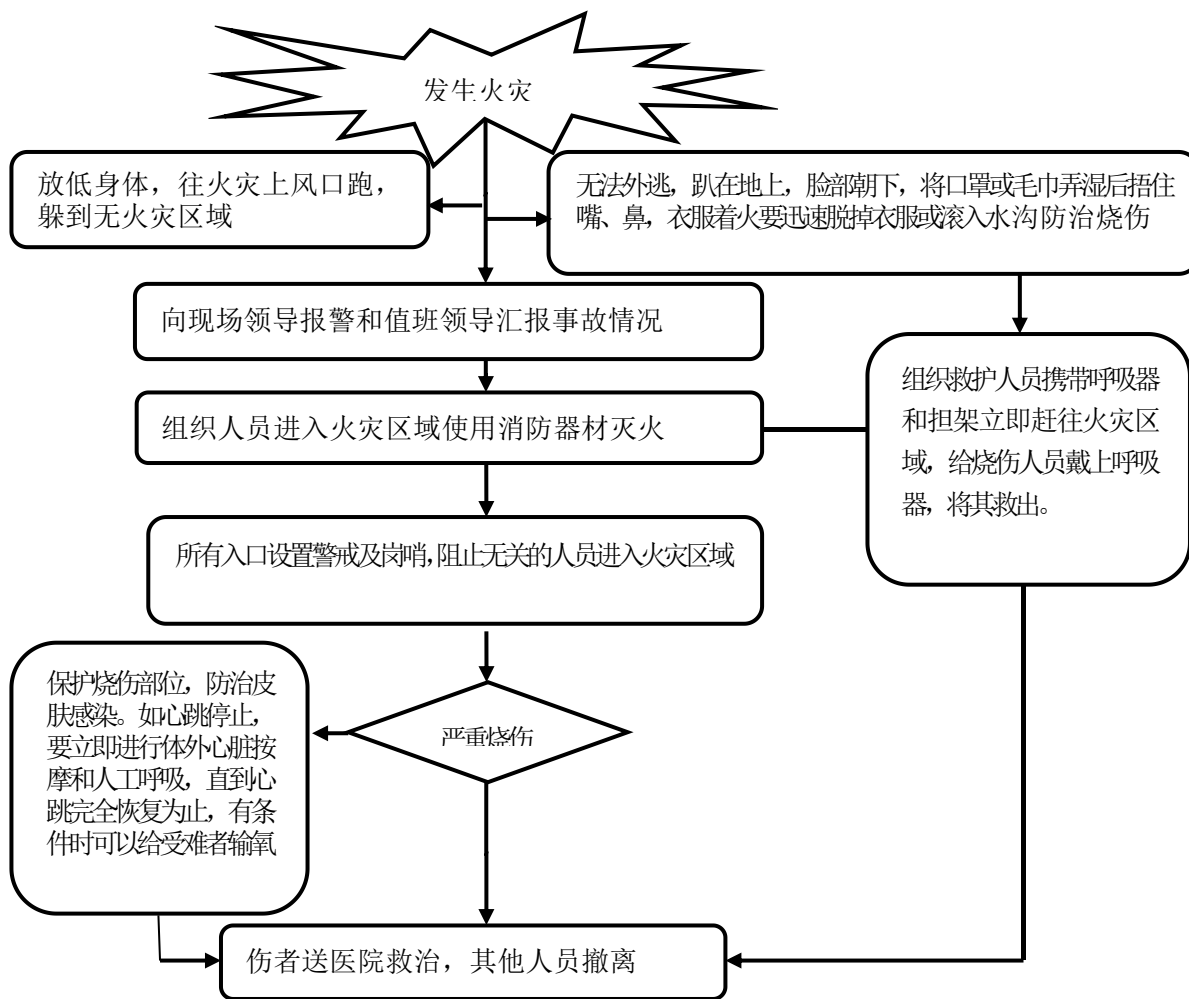 发生火灾
放低身体，往火灾上风口跑，
躲到无火灾区域
无法外逃，趴在地上，脸部朝下，将口罩或毛巾弄湿后捂住
嘴、鼻，衣服着火要迅速脱掉衣服或滚入水沟防治烧伤
向现场领导报警和值班领导汇报事故情况
组织人员进入火灾区域使用消防器材灭火
组织救护人员携带呼吸器
和担架立即赶往火灾区
域，给烧伤人员戴上呼吸
器，将其救出。
所有入口设置警戒及岗哨,阻止无关的人员进入火灾区域
保护烧伤部位，防治皮
肤感染。如心跳停止，
要立即进行体外心脏按
摩和人工呼吸，直到心
跳完全恢复为止，有条
件时可以给受难者输氧
严重烧伤
伤者送医院救治，其他人员撤离